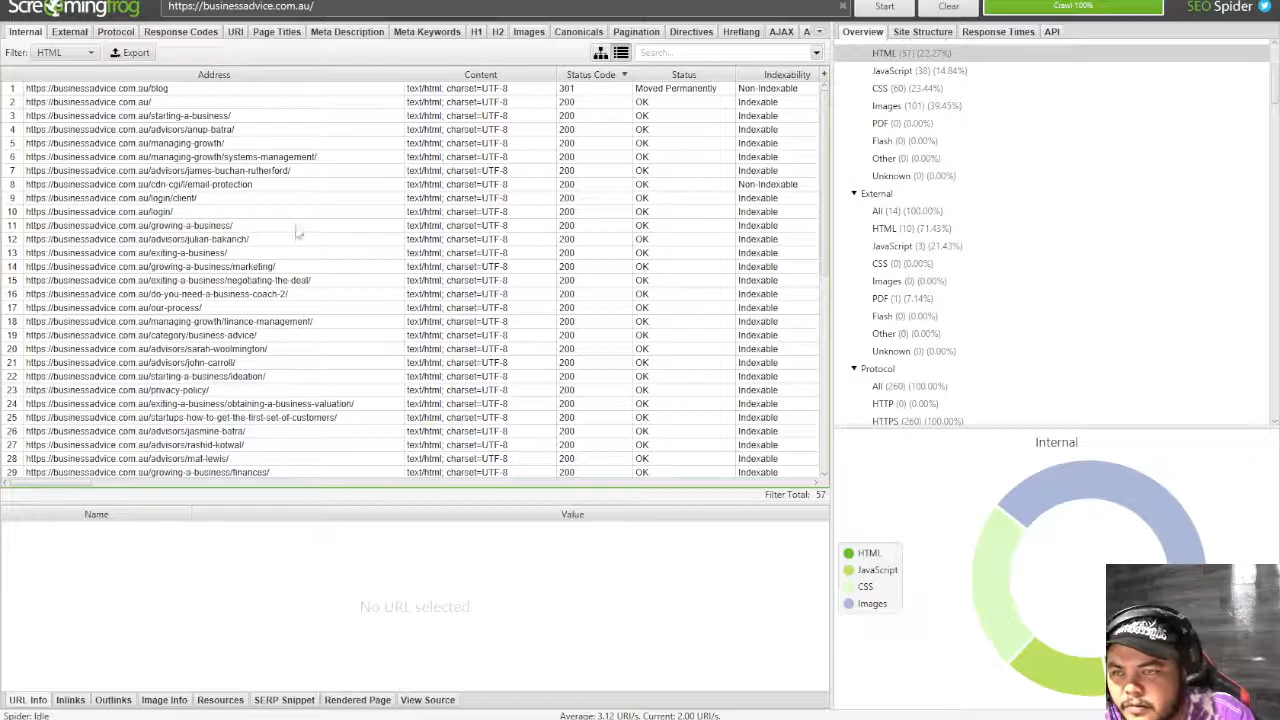 Screamingfrog https://businessadvice.com.au/ Start Clear Crawl 100% SEO Spider
Internal External Protocol Response Codes URI Page Titles Meta Description Meta Keywords H1 H2 Images Canonicals Pagination Directives Hreflang AJAX A
Overview Site Structure Response Times API
Filter: HTML Export Search...
Address Content Status Code Status Indexability
1 https://businessadvice.com.au/blog text/html; charset=UTF-8 301 Moved Permanently Non-Indexable
2 https://businessadvice.com.au/ text/html; charset=UTF-8 200 OK Indexable
3 https://businessadvice.com.au/starting-a-business/ text/html; charset=UTF-8 200 OK Indexable
4 https://businessadvice.com.au/advisors/anup-batra/ text/html; charset=UTF-8 200 OK Indexable
5 https://businessadvice.com.au/managing-growth/ text/html; charset=UTF-8 200 OK Indexable
6 https://businessadvice.com.au/managing-growth/systems-management/ text/html; charset=UTF-8 200 OK Indexable
7 https://businessadvice.com.au/advisors/james-buchan-rutherford/ text/html; charset=UTF-8 200 OK Indexable
8 https://businessadvice.com.au/cdn-cgi/l/email-protection text/html; charset=UTF-8 200 OK Non-Indexable
9 https://businessadvice.com.au/login/client/ text/html; charset=UTF-8 200 OK Indexable
10 https://businessadvice.com.au/login/ text/html; charset=UTF-8 200 OK Indexable
11 https://businessadvice.com.au/growing-a-business/ text/html; charset=UTF-8 200 OK Indexable
12 https://businessadvice.com.au/advisors/julian-bakanch/ text/html; charset=UTF-8 200 OK Indexable
13 https://businessadvice.com.au/exiting-a-business/ text/html; charset=UTF-8 200 OK Indexable
14 https://businessadvice.com.au/growing-a-business/marketing/ text/html; charset=UTF-8 200 OK Indexable
15 https://businessadvice.com.au/exiting-a-business/negotiating-the-deal/ text/html; charset=UTF-8 200 OK Indexable
16 https://businessadvice.com.au/do-you-need-a-business-coach-2/ text/html; charset=UTF-8 200 OK Indexable
17 https://businessadvice.com.au/our-process/ text/html; charset=UTF-8 200 OK Indexable
18 https://businessadvice.com.au/managing-growth/finance-management/ text/html; charset=UTF-8 200 OK Indexable
19 https://businessadvice.com.au/category/business-advice/ text/html; charset=UTF-8 200 OK Indexable
20 https://businessadvice.com.au/advisors/sarah-woolmington/ text/html; charset=UTF-8 200 OK Indexable
21 https://businessadvice.com.au/advisors/john-carroll/ text/html; charset=UTF-8 200 OK Indexable
22 https://businessadvice.com.au/starting-a-business/ideation/ text/html; charset=UTF-8 200 OK Indexable
23 https://businessadvice.com.au/privacy-policy/ text/html; charset=UTF-8 200 OK Indexable
24 https://businessadvice.com.au/exiting-a-business/obtaining-a-business-valuation/ text/html; charset=UTF-8 200 OK Indexable
25 https://businessadvice.com.au/startups-how-to-get-the-first-set-of-customers/ text/html; charset=UTF-8 200 OK Indexable
26 https://businessadvice.com.au/advisors/jasmine-lo/ text/html; charset=UTF-8 200 OK Indexable
27 https://businessadvice.com.au/advisors/rashid-kotwal/ text/html; charset=UTF-8 200 OK Indexable
28 https://businessadvice.com.au/advisors/mat-lewis/ text/html; charset=UTF-8 200 OK Indexable
29 https://businessadvice.com.au/growing-a-business/finances/ text/html; charset=UTF-8 200 OK Indexable
Filter Total: 57
Name Value
No URL selected
URL Info Inlinks Outlinks Image Info Resources SERP Snippet Rendered Page View Source
Spider: Idle Average: 3.12 URI/s. Current: 2.00 URI/s.
HTML (57) (22.27%)
JavaScript (38) (14.84%)
CSS (60) (23.44%)
Images (101) (39.45%)
PDF (0) (0.00%)
Flash (0) (0.00%)
Other (0) (0.00%)
Unknown (0) (0.00%)
External
All (14) (100.00%)
HTML (10) (71.43%)
JavaScript (3) (21.43%)
CSS (0) (0.00%)
Images (0) (0.00%)
PDF (1) (7.14%)
Flash (0) (0.00%)
Other (0) (0.00%)
Unknown (0) (0.00%)
Protocol
All (260) (100.00%)
HTTP (0) (0.00%)
HTTPS (260) (100.00%)
Internal
HTML
JavaScript
CSS
Images